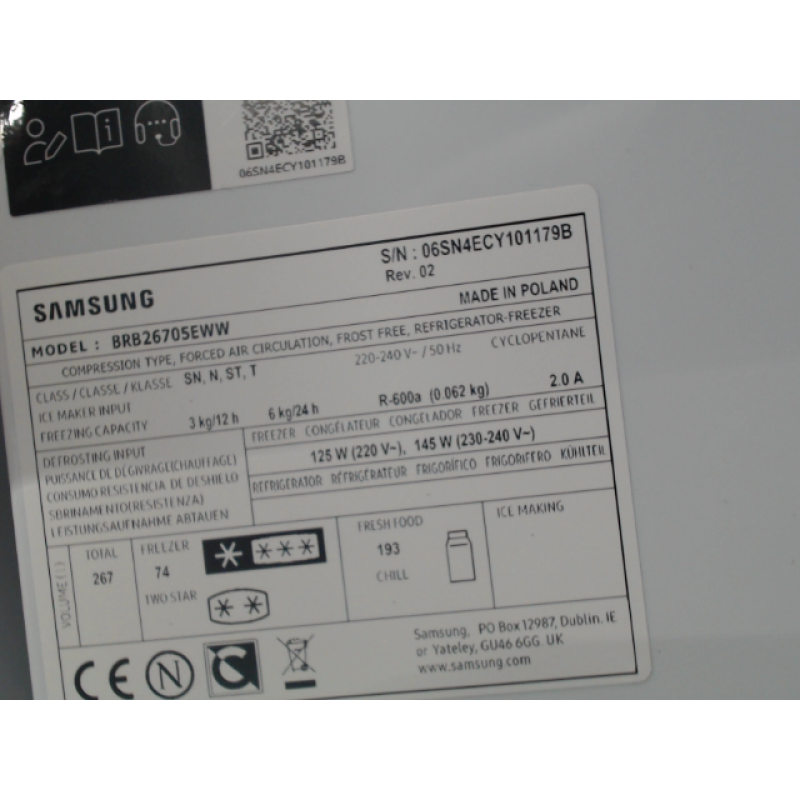 06SN4ECY101179B
S/N : 06SN4ECY101179B
Rev. 02
SAMSUNG
MADE IN POLAND
MODEL : BRB26705EWW
COMPRESSION TYPE, FORCED AIR CIRCULATION, FROST FREE, REFRIGERATOR-FREEZER
CLASS/CLASSE/KLASSE SN, N, ST, T 220-240 V~ / 50 Hz CYCLOPENTANE
ICE MAKER INPUT
FREEZING CAPACITY 3 kg/12 h 6 kg/24 h R-600a (0.062 kg) 2.0 A
FREEZER CONGÉLATEUR CONGELADOR FREEZER GEFRIERTEIL
DEFROSTING INPUT
125 W (220 V~), 145 W (230-240 V~)
PUISSANCE DE DÉGIVRAGE(CHAUFFAGE)
CONSUMO RESISTENCIA DE DESHIELO
REFRIGERATOR RÉFRIGÉRATEUR FRIGORÍFICO FRIGORIFERO KÜHLTEIL
SBRINAMENTO(RESISTENZA)
LEISTUNGSAUFNAHME ABTAUEN
VOLUME(L)
TOTAL
267
FREEZER
74
TWO STAR
FRESH FOOD
193
CHILL
ICE MAKING
Samsung, PO Box 12987, Dublin. IE
or Yateley, GU46 6GG. UK
www.samsung.com
CE N